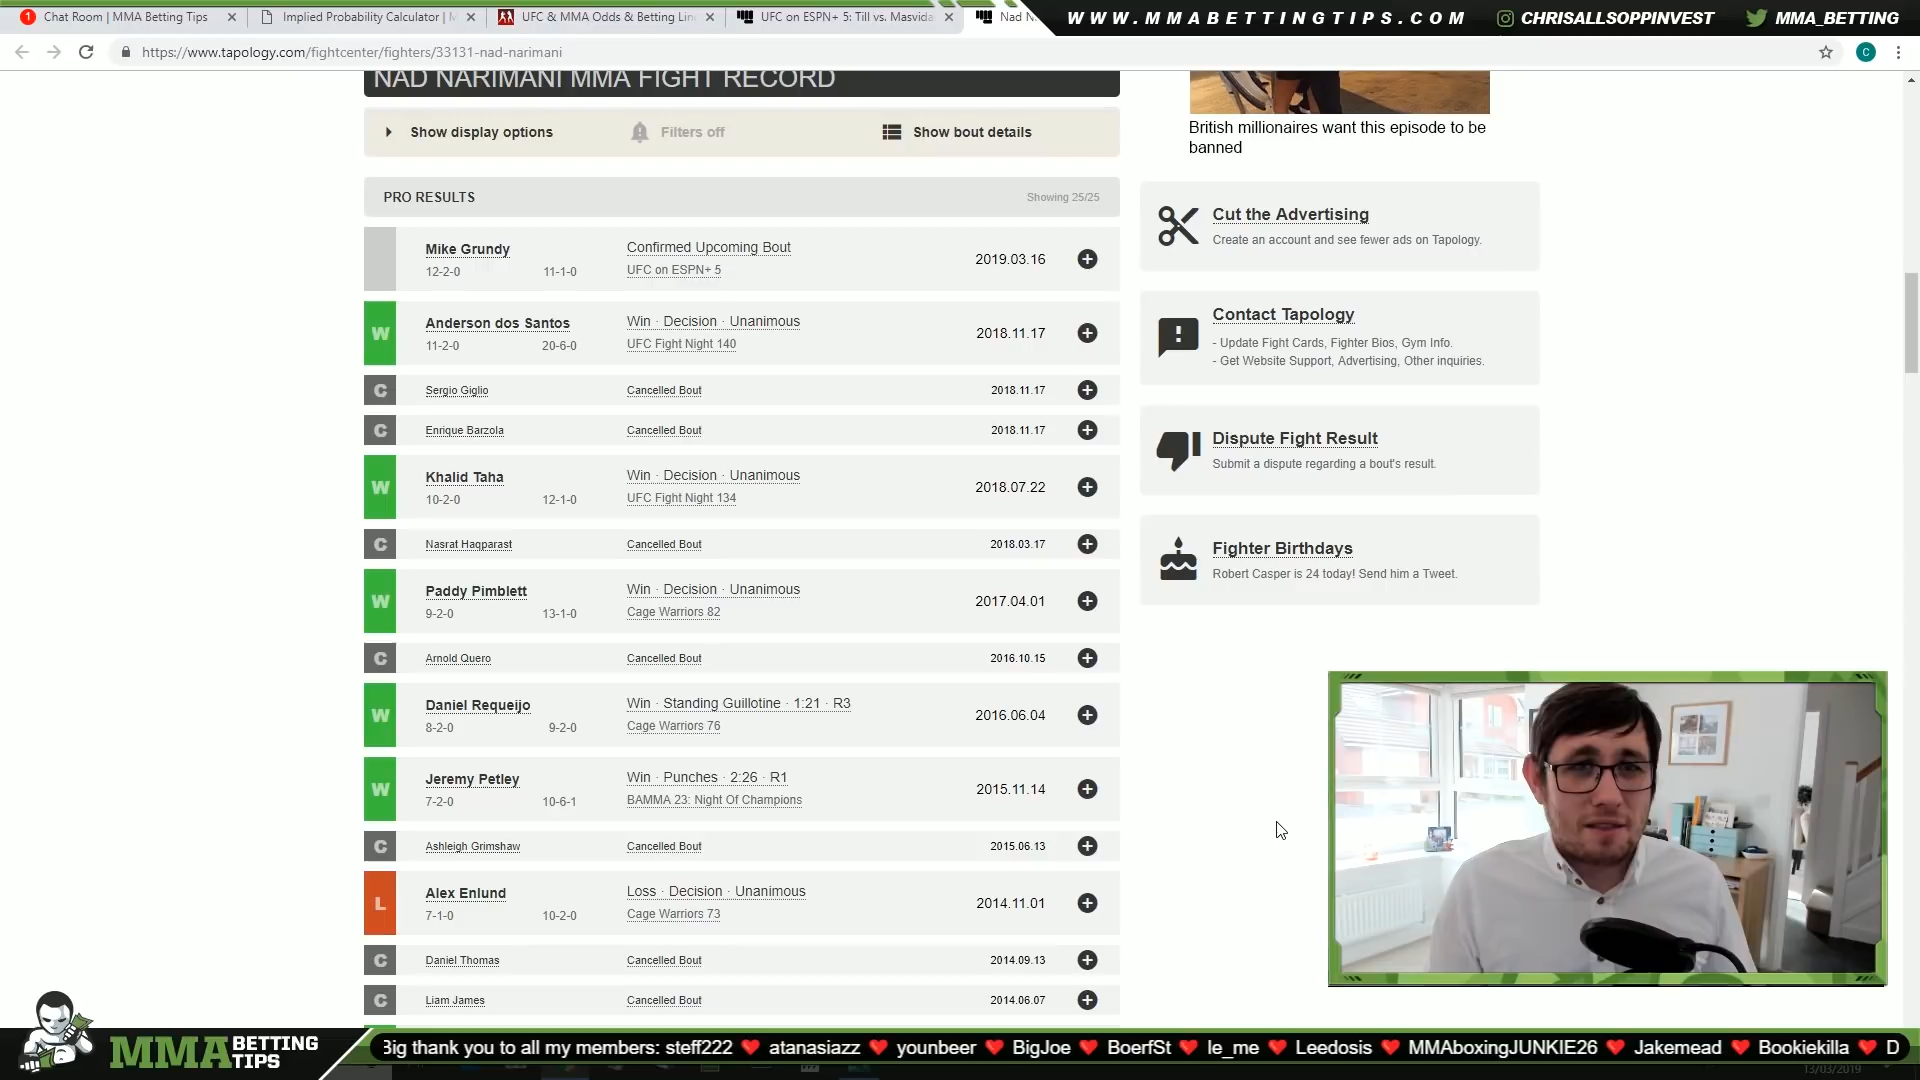 1 Chat Room | MMA Betting Tips
Implied Probability Calculator |
UFC & MMA Odds & Betting Lin
UFC on ESPN+ 5: Till vs. Masvida
Nad N
WWW.MMABETTINGTIPS.COM
CHRISALLSOPPINVEST
MMA_BETTING
https://www.tapology.com/fightcenter/fighters/33131-nad-narimani
C
NAD NARIMANI MMA FIGHT RECORD
Show display options
Filters off
Show bout details
PRO RESULTS
Showing 25/25
Mike Grundy Confirmed Upcoming Bout 2019.03.16
12-2-0 11-1-0 UFC on ESPN+ 5
W Anderson dos Santos Win · Decision · Unanimous 2018.11.17
11-2-0 20-6-0 UFC Fight Night 140
C Sergio Giglio Cancelled Bout 2018.11.17
C Enrique Barzola Cancelled Bout 2018.11.17
W Khalid Taha Win · Decision · Unanimous 2018.07.22
10-2-0 12-1-0 UFC Fight Night 134
C Nasrat Haqparast Cancelled Bout 2018.03.17
W Paddy Pimblett Win · Decision · Unanimous 2017.04.01
9-2-0 13-1-0 Cage Warriors 82
C Arnold Quero Cancelled Bout 2016.10.15
W Daniel Requeijo Win · Standing Guillotine · 1:21 · R3 2016.06.04
8-2-0 9-2-0 Cage Warriors 76
W Jeremy Petley Win · Punches · 2:26 · R1 2015.11.14
7-2-0 10-6-1 BAMMA 23: Night Of Champions
C Ashleigh Grimshaw Cancelled Bout 2015.06.13
L Alex Enlund Loss · Decision · Unanimous 2014.11.01
7-1-0 10-2-0 Cage Warriors 73
C Daniel Thomas Cancelled Bout 2014.09.13
C Liam James Cancelled Bout 2014.06.07
British millionaires want this episode to be
banned
Cut the Advertising
Create an account and see fewer ads on Tapology.
Contact Tapology
- Update Fight Cards, Fighter Bios, Gym Info.
- Get Website Support, Advertising, Other inquiries.
Dispute Fight Result
Submit a dispute regarding a bout's result.
Fighter Birthdays
Robert Casper is 24 today! Send him a Tweet.
MMA BETTING TIPS
Big thank you to all my members: steff222 ❤ atanasiazz ❤ younbeer ❤ BigJoe ❤ BoerfSt ❤ le_me ❤ Leedosis ❤ MMAboxingJUNKIE26 ❤ Jakemead ❤ Bookiekilla ❤ D
13/03/2019